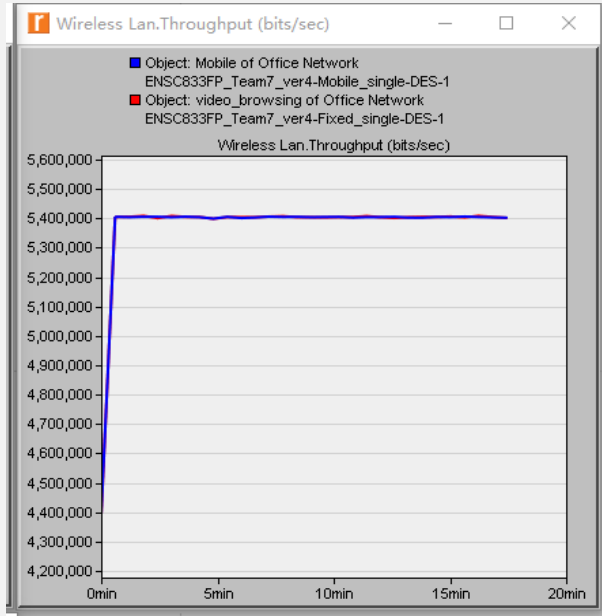 Wireless Lan.Throughput (bits/sec)
Object: Mobile of Office Network
ENSC833FP_Team7_ver4-Mobile_single-DES-1
Object: video_browsing of Office Network
ENSC833FP_Team7_ver4-Fixed_single-DES-1
Wireless Lan.Throughput (bits/sec)
5,600,000
5,500,000
5,400,000
5,300,000
5,200,000
5,100,000
5,000,000
4,900,000
4,800,000
4,700,000
4,600,000
4,500,000
4,400,000
4,300,000
4,200,000
0min 5min 10min 15min 20min